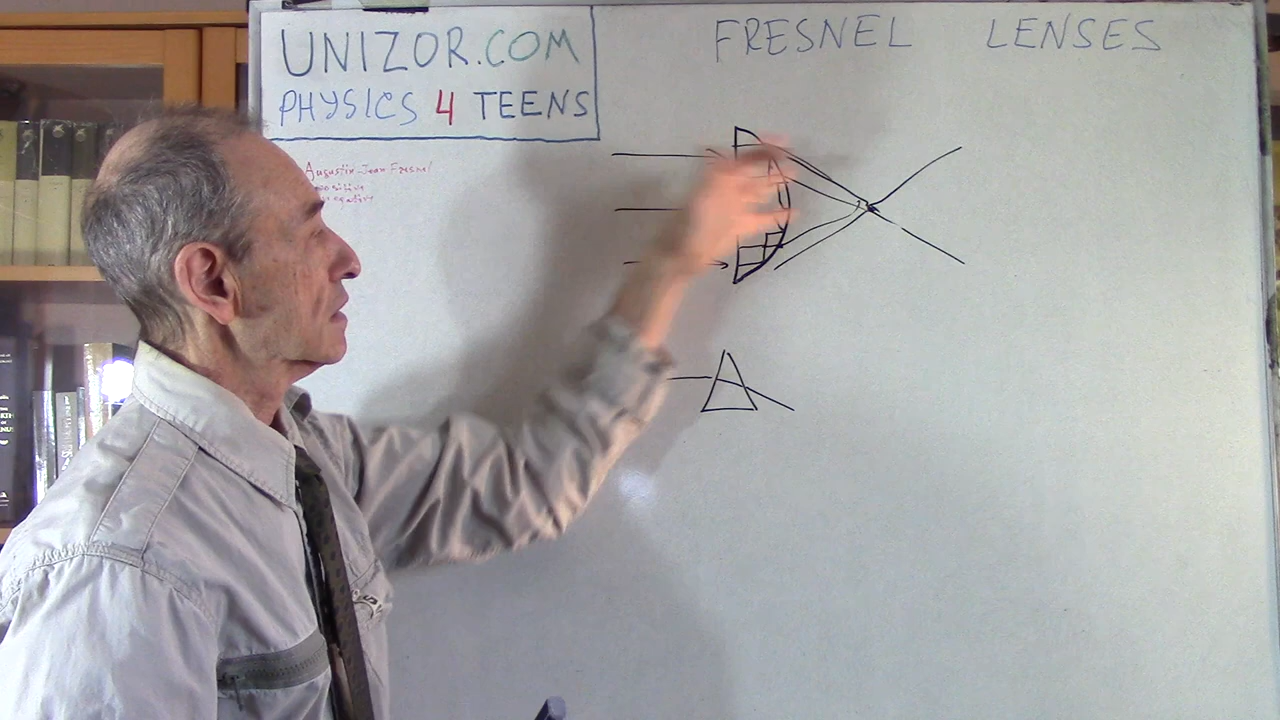 UNIZOR.COM
PHYSICS 4 TEENS
FRESNEL LENSES
Augustin-Jean Fresnel